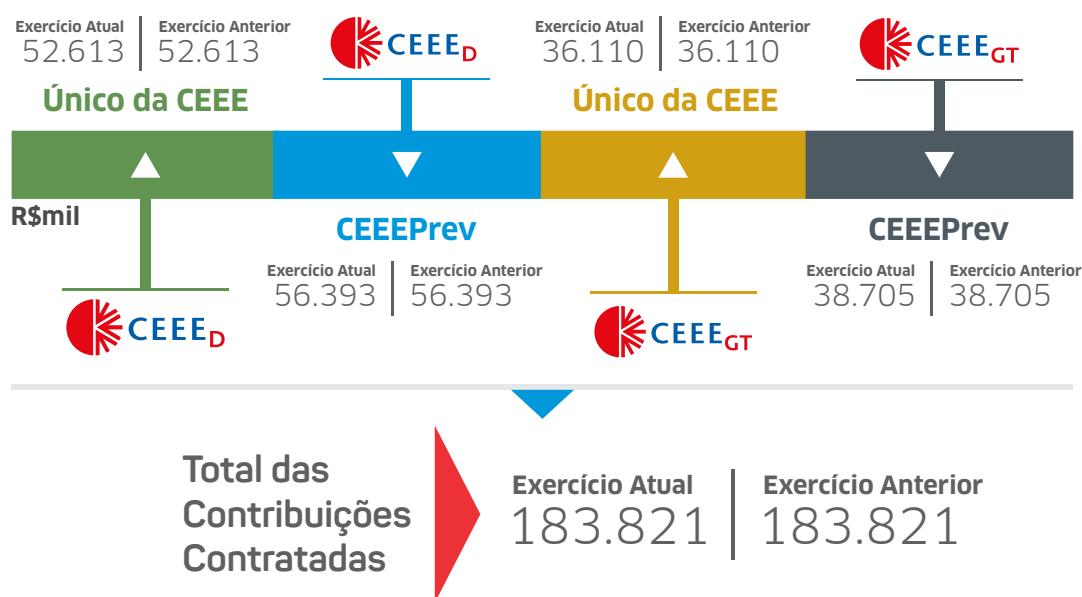 Exercício Atual | Exercício Anterior
52.613 | 52.613
Único da CEEE
CEEED
Exercício Atual | Exercício Anterior
36.110 | 36.110
Único da CEEE
CEEEGT
R$mil
CEEED
CEEEPrev
Exercício Atual | Exercício Anterior
56.393 | 56.393
CEEEGT
CEEEPrev
Exercício Atual | Exercício Anterior
38.705 | 38.705
Total das
Contribuições
Contratadas
Exercício Atual | Exercício Anterior
183.821 | 183.821